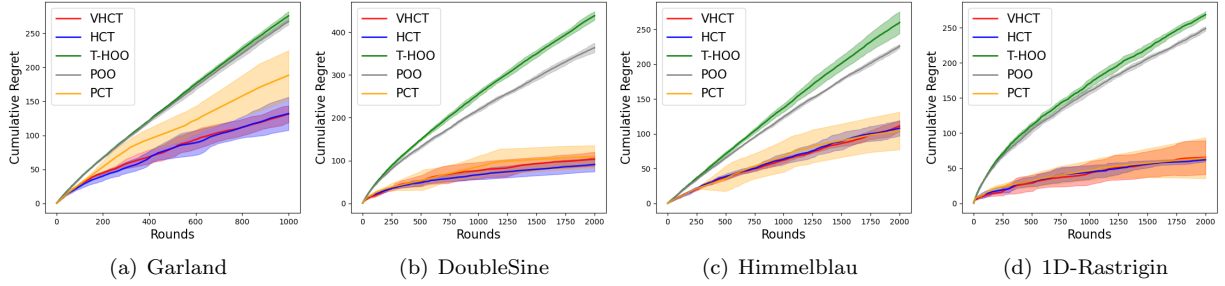 VHCT
HCT
T-HOO
POO
PCT
Cumulative Regret
250
200
150
100
50
0
0 200 400 600 800 1000
Rounds
(a) Garland
VHCT
HCT
T-HOO
POO
PCT
Cumulative Regret
400
300
200
100
0
0 250 500 750 1000 1250 1500 1750 2000
Rounds
(b) DoubleSine
VHCT
HCT
T-HOO
POO
PCT
Cumulative Regret
250
200
150
100
50
0
0 250 500 750 1000 1250 1500 1750 2000
Rounds
(c) Himmelblau
VHCT
HCT
T-HOO
POO
PCT
Cumulative Regret
250
200
150
100
50
0
0 250 500 750 1000 1250 1500 1750 2000
Rounds
(d) 1D-Rastrigin